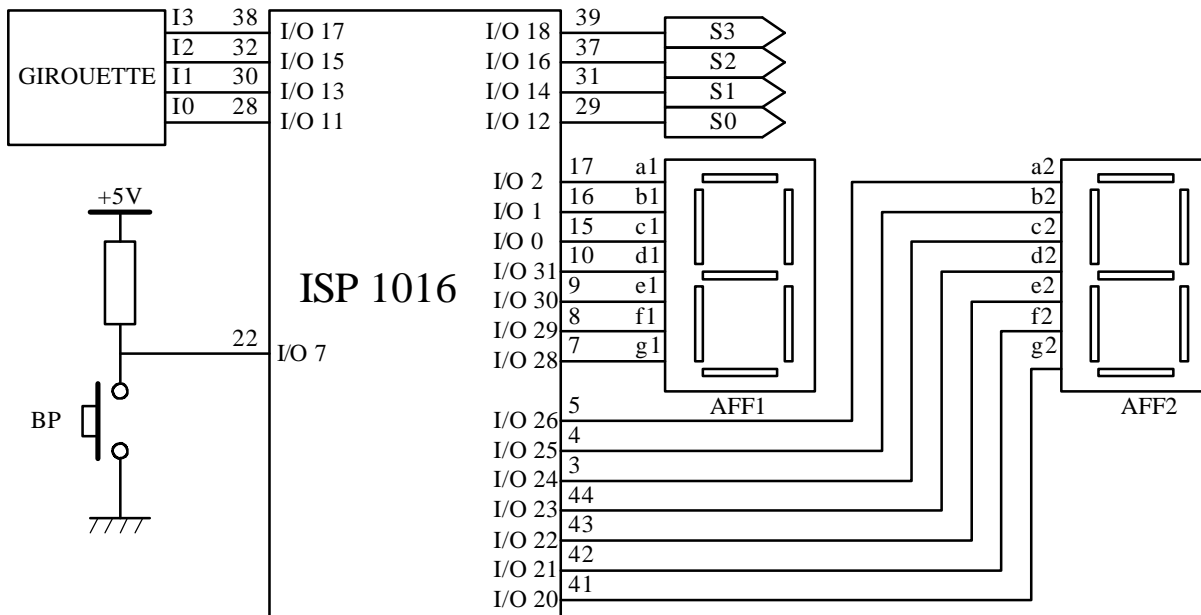 I3 38 39
I/O 17 I/O 18 S3
I2 32 37
I/O 15 I/O 16 S2
GIROUETTE I1 30 31
I/O 13 I/O 14 S1
I0 28 29
I/O 11 I/O 12 S0
17 a1 a2
I/O 2
+5V 16 b1 b2
I/O 1
15 c1 c2
I/O 0
10 d1 d2
I/O 31
ISP 1016
9 e1 e2
I/O 30
8 f1 f2
I/O 29
22 7 g1 g2
I/O 7 I/O 28
BP 5 AFF1 AFF2
I/O 26
4
I/O 25
3
I/O 24
44
I/O 23
43
I/O 22
42
I/O 21
41
I/O 20